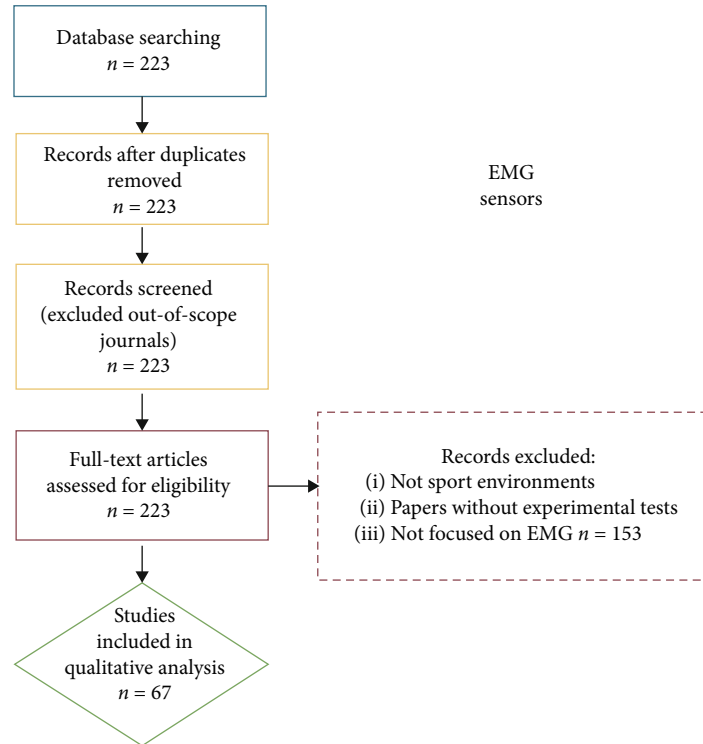 Database searching
n = 223
Records after duplicates
removed
n = 223
EMG
sensors
Records screened
(excluded out-of-scope
journals)
n = 223
Full-text articles
assessed for eligibility
n = 223
Records excluded:
(i) Not sport environments
(ii) Papers without experimental tests
(iii) Not focused on EMG n = 153
Studies
included in
qualitative analysis
n = 67